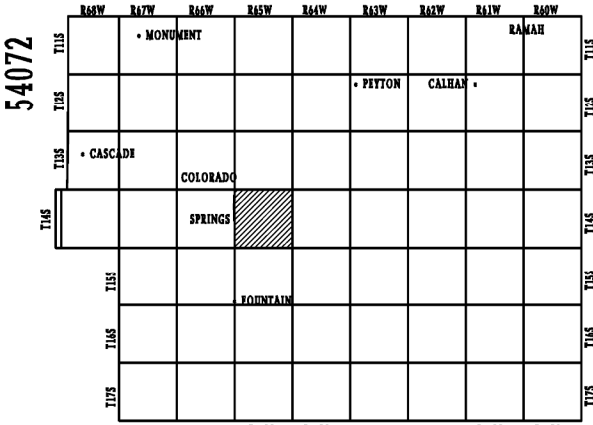 54072
R68W R67W R66W R65W R64W R63W R62W R61W R60W
T11S MONUMENT RAMAH T11S
T12S PEYTON CALHAN T12S
T13S CASCADE T13S
COLORADO
T14S SPRINGS T14S
T15S FOUNTAIN T15S
T16S T16S
T17S T17S